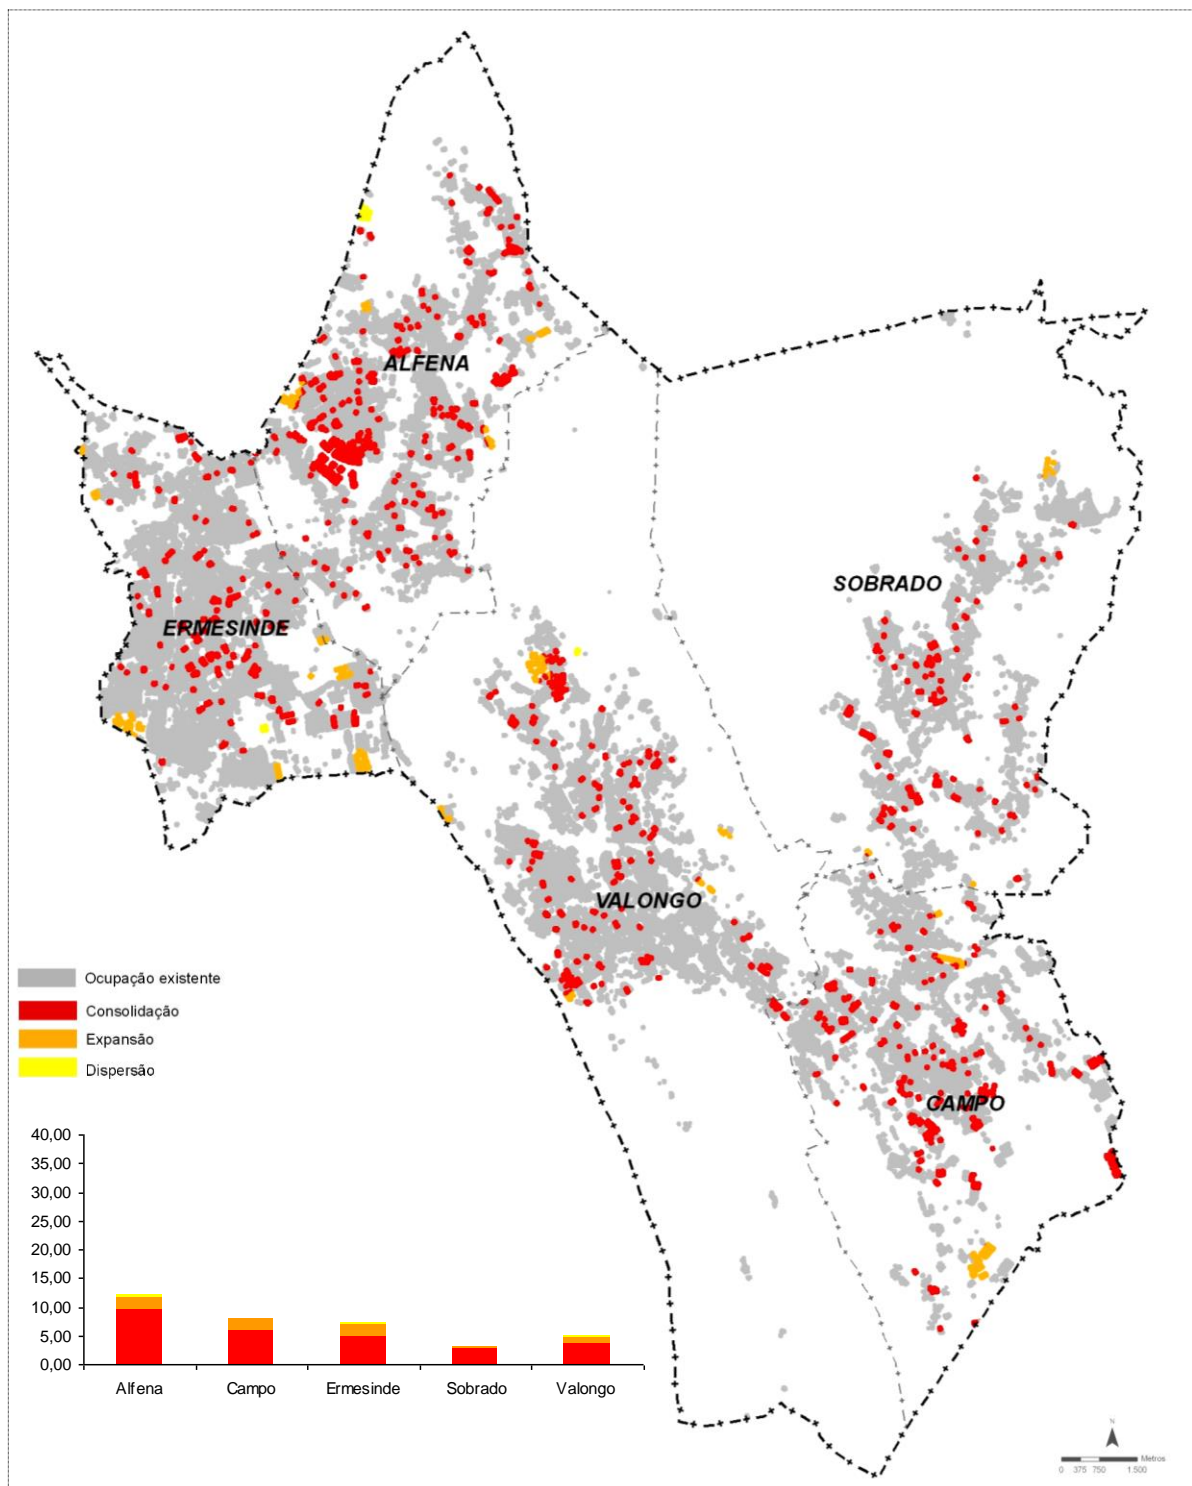 ALFENA
SOBRADO
ERMESINDE
VALONGO
CAMPO
Ocupação existente
Consolidação
Expansão
Dispersão
40,00
35,00
30,00
25,00
20,00
15,00
10,00
5,00
0,00
Alfena Campo Ermesinde Sobrado Valongo
N
Metros
0 375 750 1.500